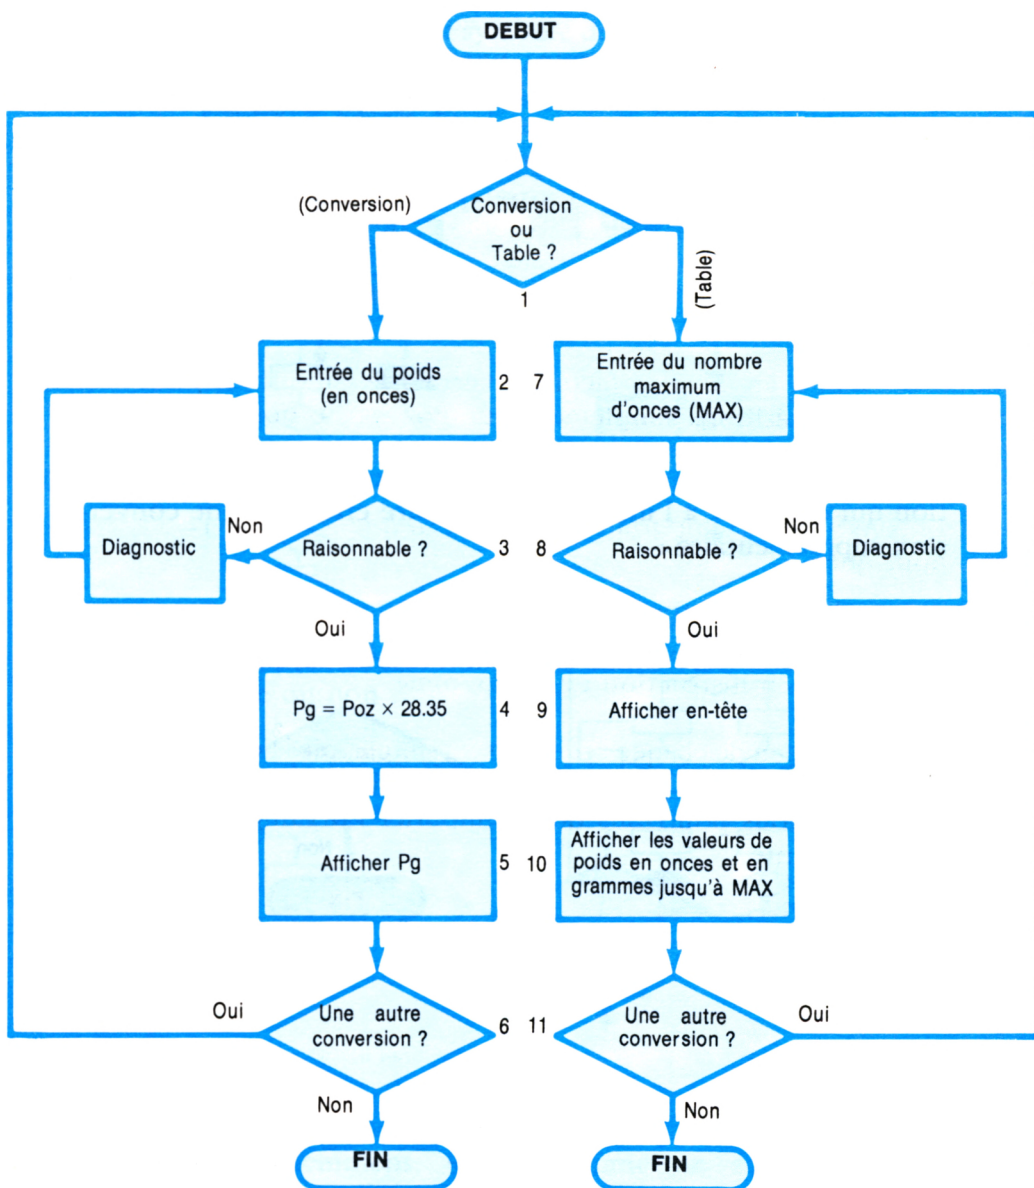 DEBUT
(Conversion)
Conversion
ou
Table ?
1
(Table)
Entrée du poids
(en onces)
2
7
Entrée du nombre
maximum
d'onces (MAX)
Diagnostic
Non
Raisonnable ?
3
8
Raisonnable ?
Non
Diagnostic
Oui
Oui
Pg = Poz × 28.35
4
9
Afficher en-tête
Afficher Pg
5
10
Afficher les valeurs de
poids en onces et en
grammes jusqu'à MAX
Oui
Une autre
conversion ?
6
11
Une autre
conversion ?
Oui
Non
Non
FIN
FIN